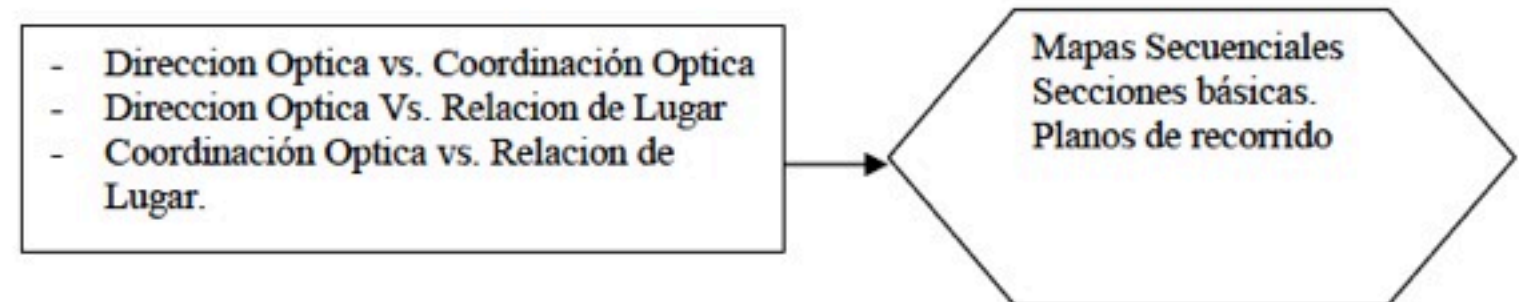 - Direccion Optica vs. Coordinación Optica
- Direccion Optica Vs. Relacion de Lugar
- Coordinación Optica vs. Relacion de
Lugar.
Mapas Secuenciales
Secciones básicas.
Planos de recorrido